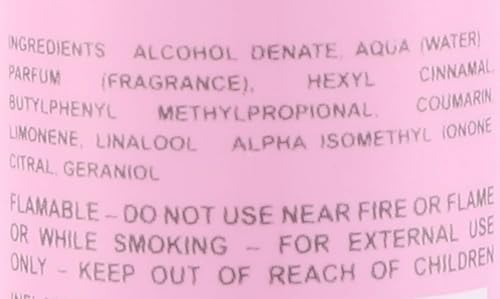 INGREDIENTS ALCOHOL DENATE, AQUA (WATER)
PARFUM (FRAGRANCE), HEXYL CINNAMAL,
BUTYLPHENYL METHYLPROPIONAL, COUMARIN,
LIMONENE, LINALOOL ALPHA ISOMETHYL IONONE
CITRAL, GERANIOL
FLAMABLE – DO NOT USE NEAR FIRE OR FLAME
OR WHILE SMOKING – FOR EXTERNAL USE
ONLY – KEEP OUT OF REACH OF CHILDREN